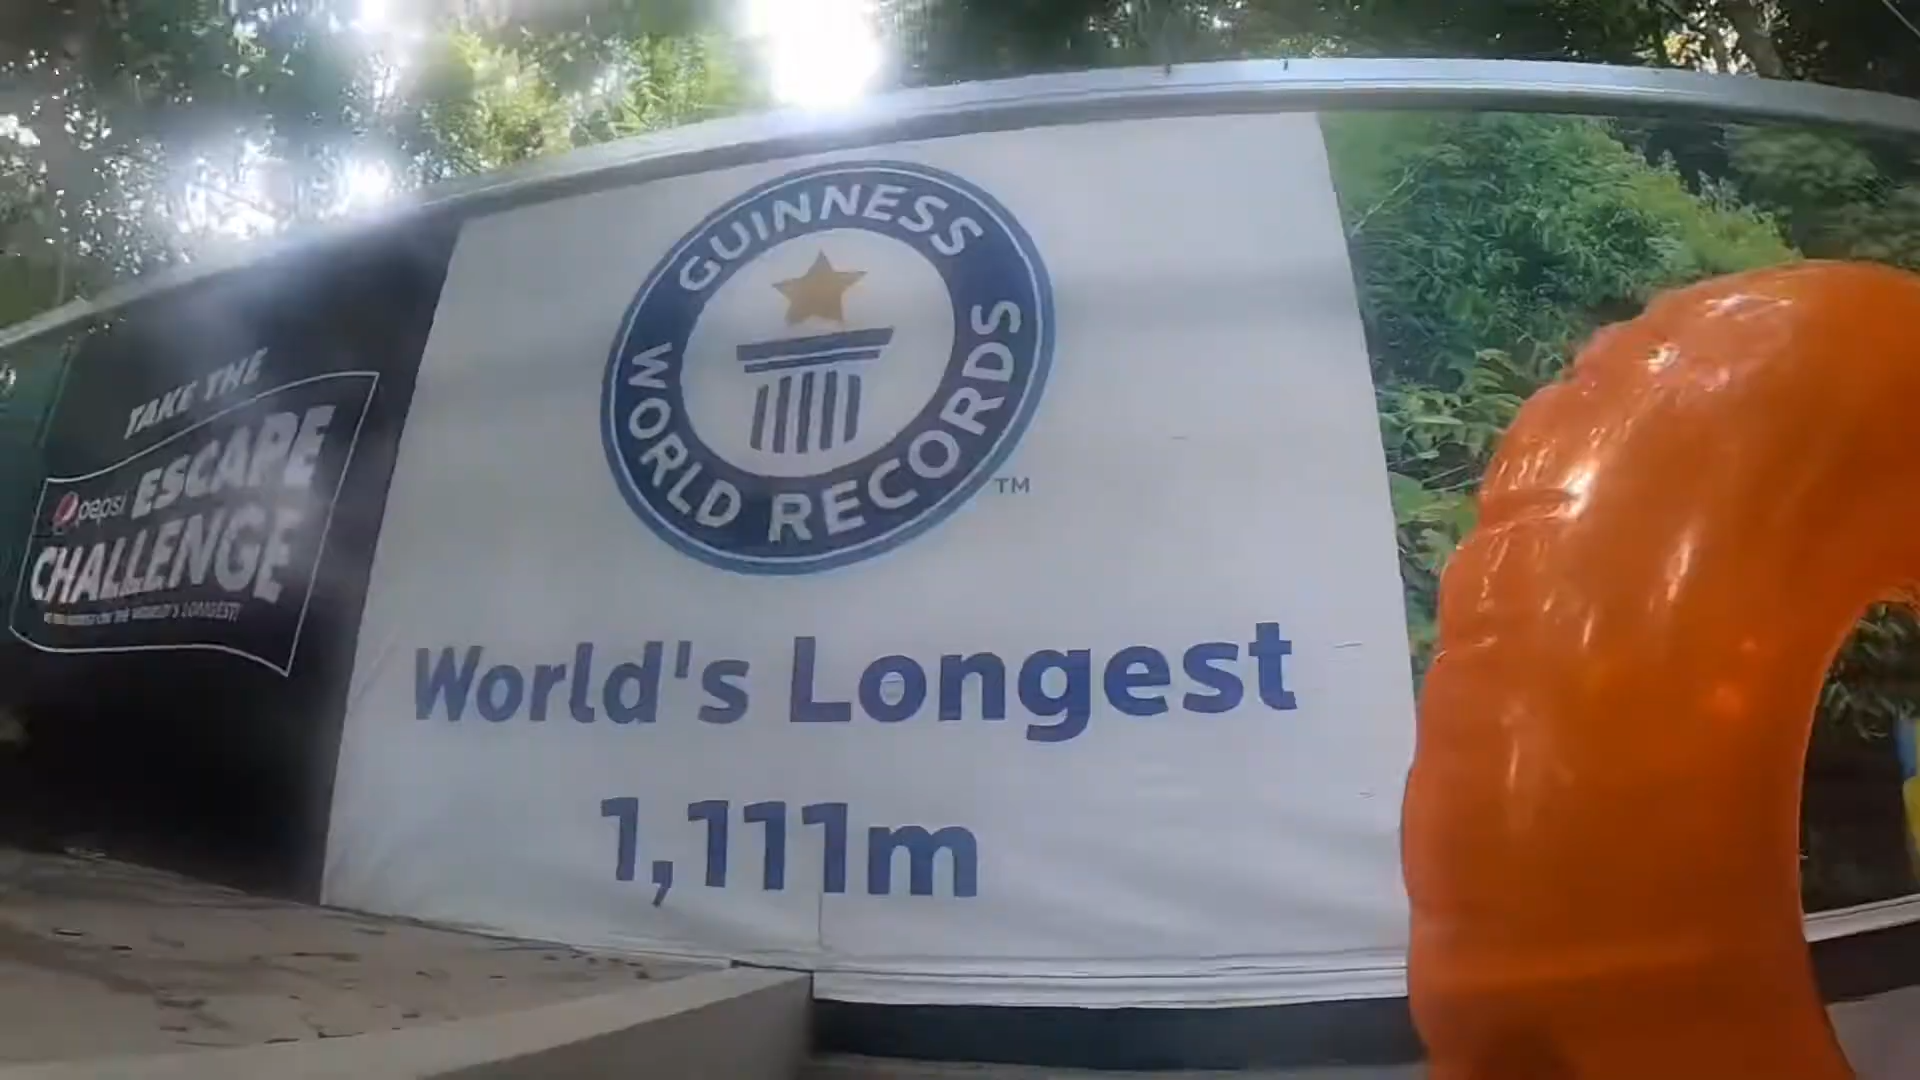 TAKE THE
pepsi ESCAPE
CHALLENGE
GUINNESS
WORLD RECORDS
TM
World's Longest
1,111m